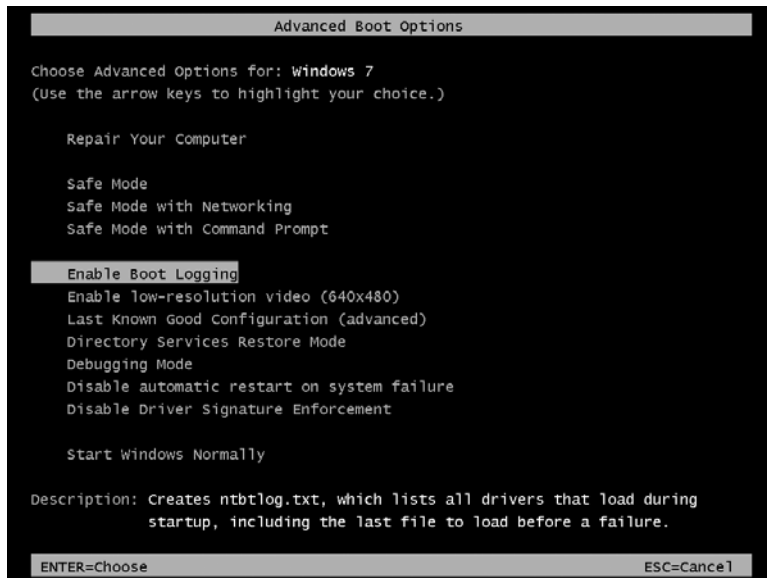 Advanced Boot Options
Choose Advanced Options for: Windows 7
(Use the arrow keys to highlight your choice.)
Repair Your Computer
Safe Mode
Safe Mode with Networking
Safe Mode with Command Prompt
Enable Boot Logging
Enable low-resolution video (640x480)
Last Known Good Configuration (advanced)
Directory Services Restore Mode
Debugging Mode
Disable automatic restart on system failure
Disable Driver Signature Enforcement
Start Windows Normally
Description: Creates ntbtlog.txt, which lists all drivers that load during
startup, including the last file to load before a failure.
ENTER=Choose ESC=Cancel